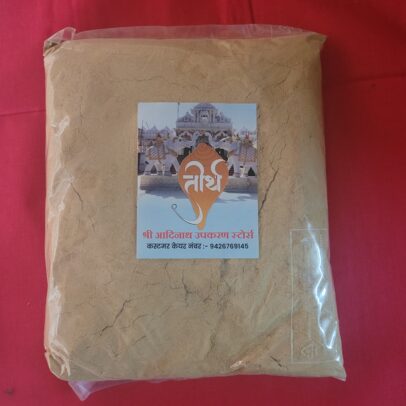 तीर्थ
श्री आदिनाथ उपकरण स्टोर्स
कस्टमर केयर नंबर :- 9426769145
श्री